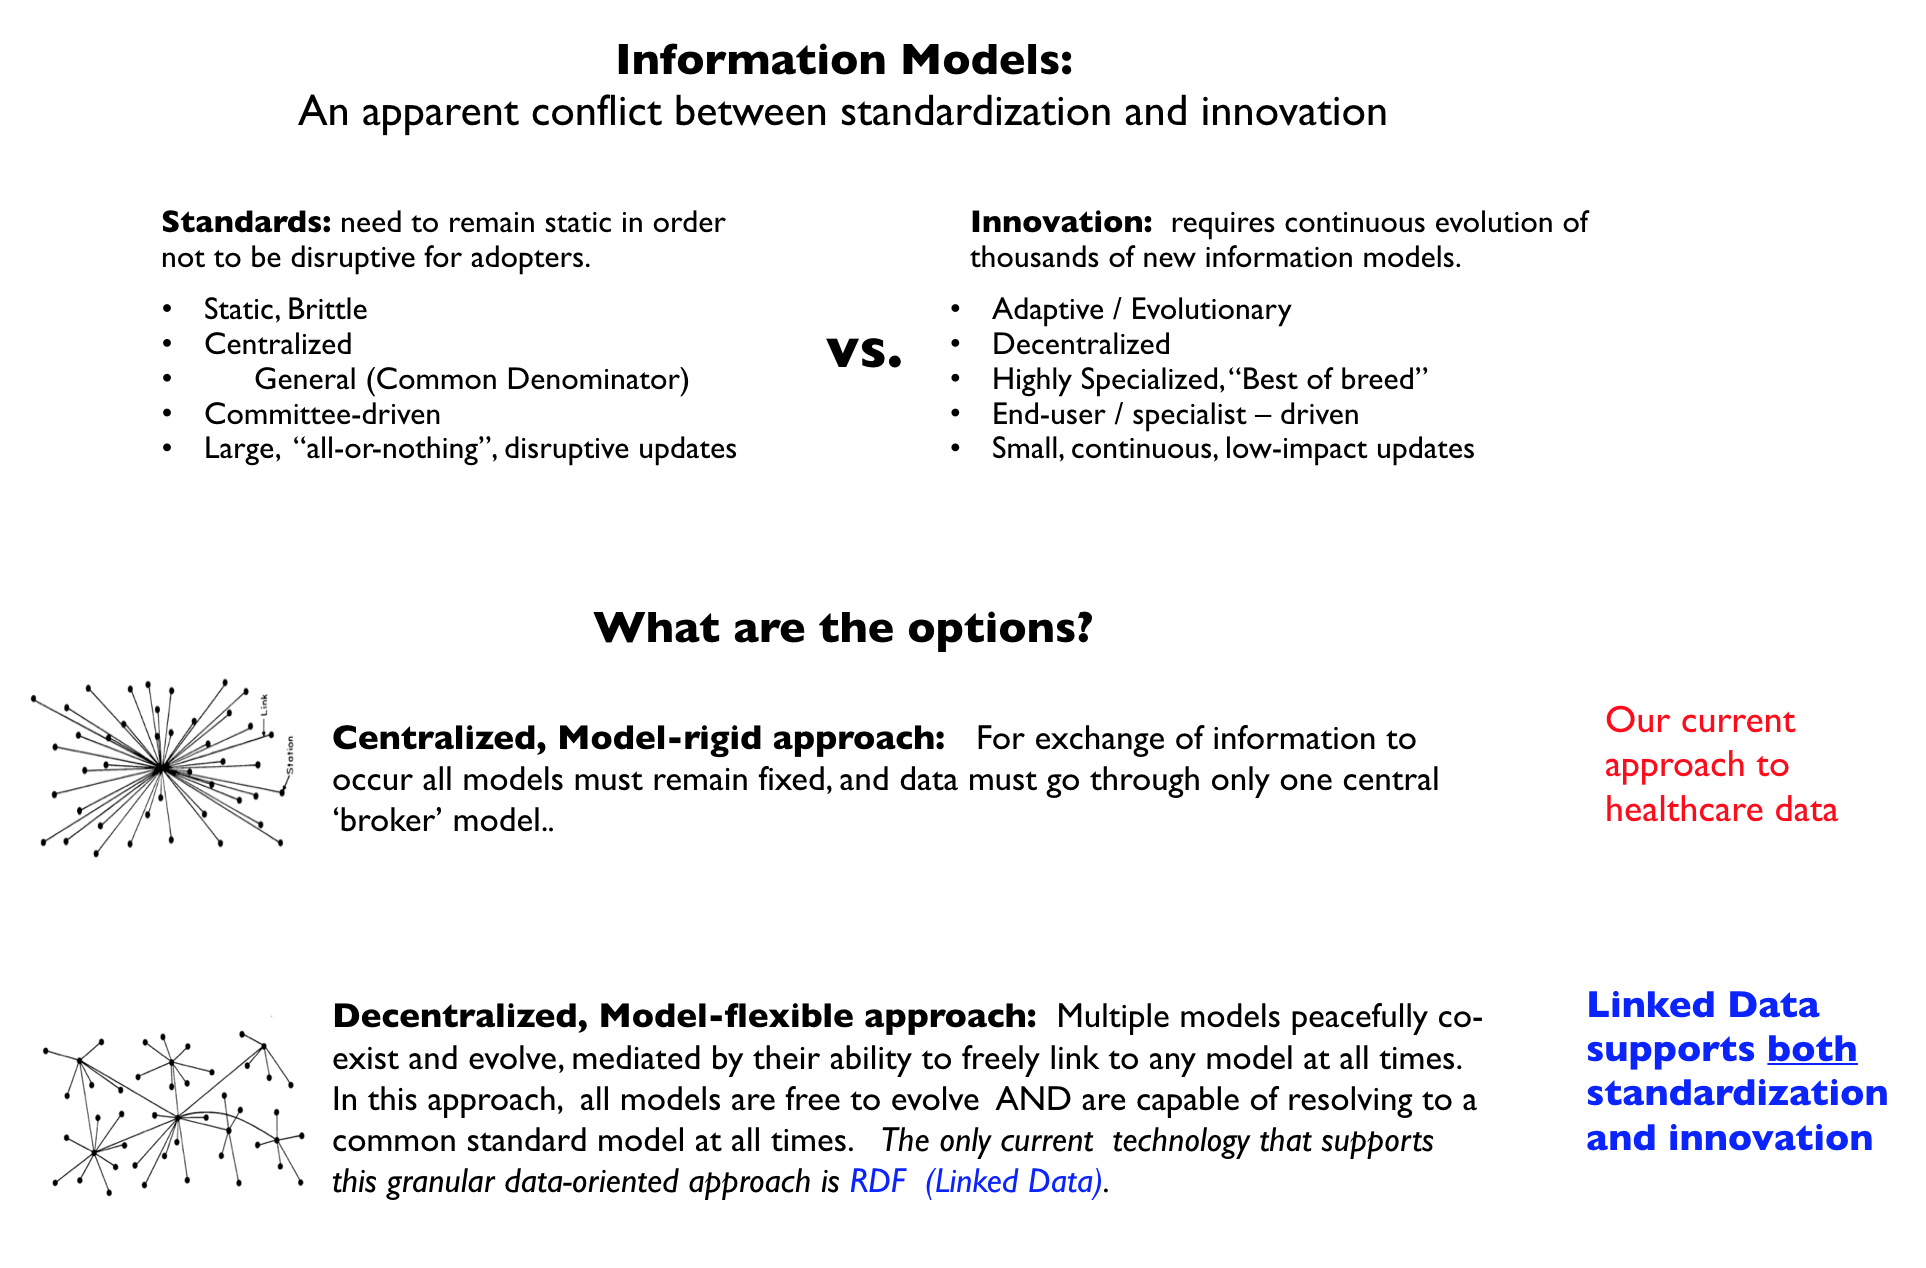 Information Models:
An apparent conflict between standardization and innovation
Standards: need to remain static in order
not to be disruptive for adopters.
• Static, Brittle
• Centralized
• General (Common Denominator)
• Committee-driven
• Large, “all-or-nothing”, disruptive updates
vs.
Innovation: requires continuous evolution of
thousands of new information models.
• Adaptive / Evolutionary
• Decentralized
• Highly Specialized, “Best of breed”
• End-user / specialist – driven
• Small, continuous, low-impact updates
What are the options?
Link
Station
Centralized, Model-rigid approach: For exchange of information to
occur all models must remain fixed, and data must go through only one central
‘broker’ model..
Our current
approach to
healthcare data
Decentralized, Model-flexible approach: Multiple models peacefully co-
exist and evolve, mediated by their ability to freely link to any model at all times.
In this approach, all models are free to evolve AND are capable of resolving to a
common standard model at all times. The only current technology that supports
this granular data-oriented approach is RDF (Linked Data).
Linked Data
supports both
standardization
and innovation